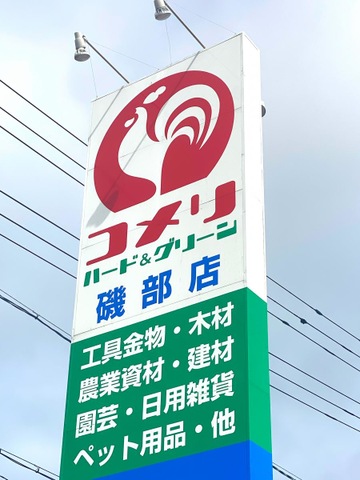 コメリ
ハード&グリーン
磯部店
工具金物・木材
農業資材・建材
園芸・日用雑貨
ペット用品・他